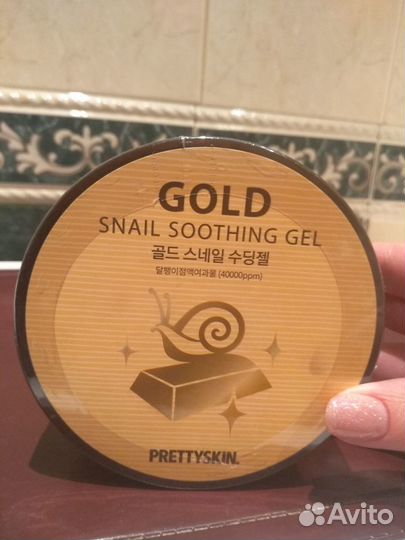 GOLD
SNAIL SOOTHING GEL
골드 스네일 수딩젤
달팽이점액여과물 (40000ppm)
PRETTYSKIN.
Avito